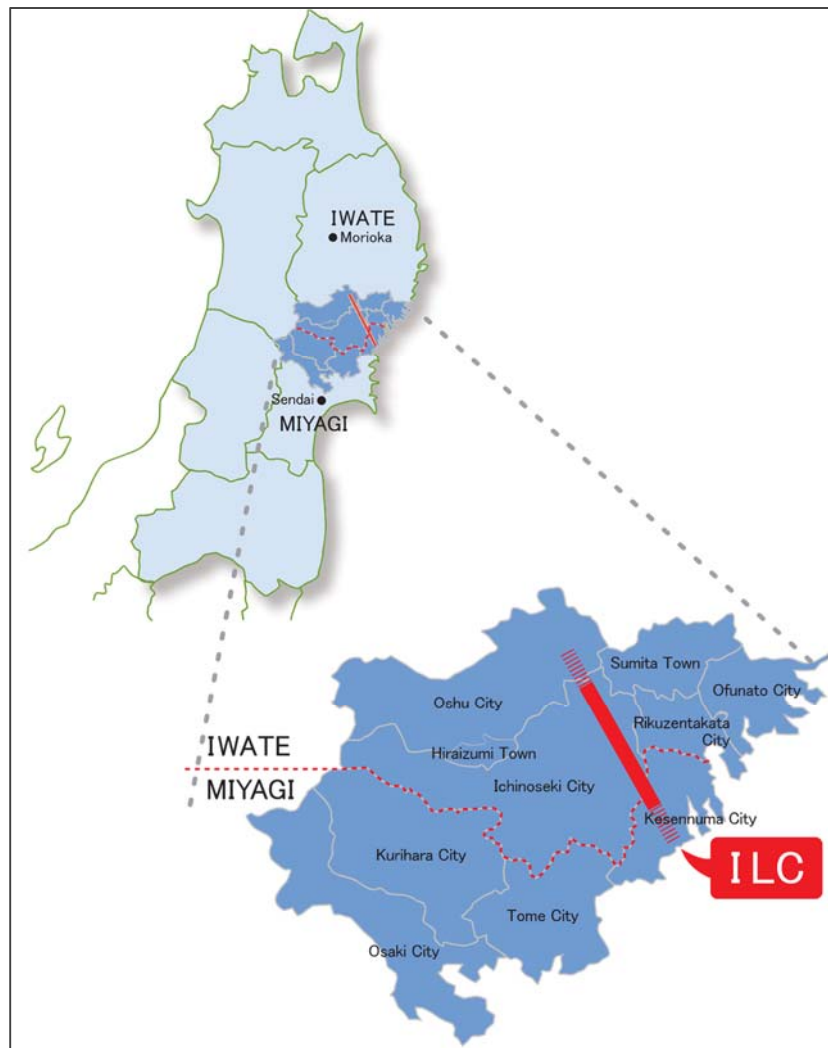 IWATE
Morioka
Sendai
MIYAGI
Sumita Town
Ofunato City
Oshu City
Rikuzentakata
City
IWATE
Hiraizumi Town
MIYAGI
Ichinoseki City
Kesennuma City
Kurihara City
ILC
Tome City
Osaki City